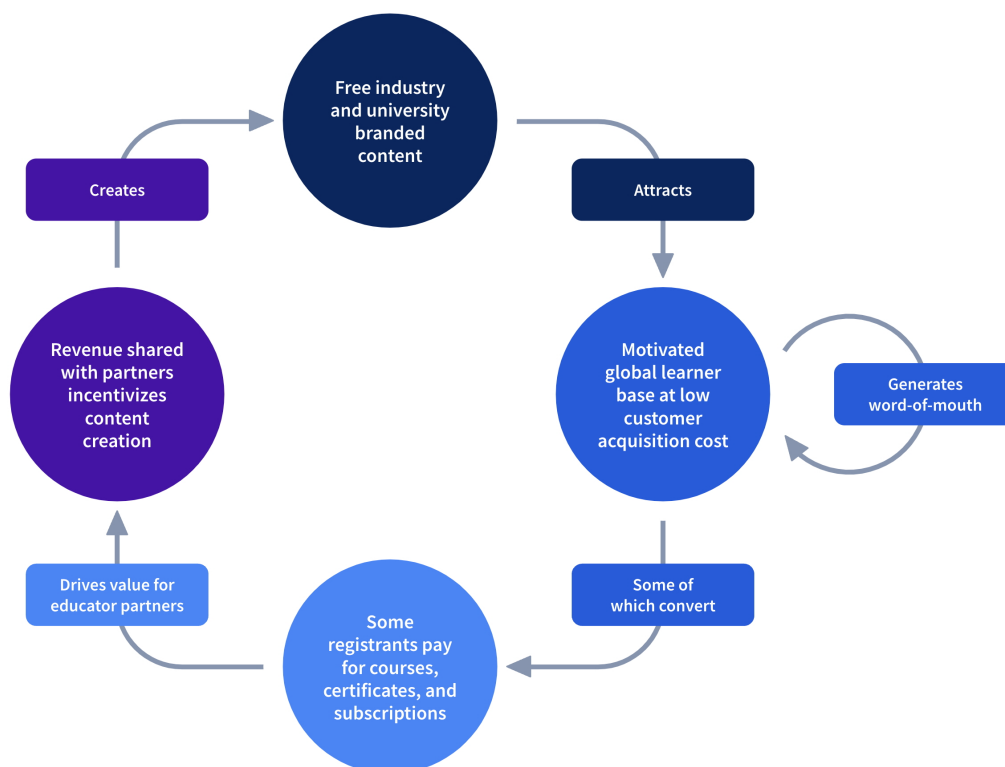 Free industry
and university
branded
content
Creates
Attracts
Revenue shared
with partners
incentivizes
content
creation
Motivated
global learner
base at low
customer
acquisition cost
Generates
word-of-mouth
Drives value for
educator partners
Some of
which convert
Some
registrants pay
for courses,
certificates, and
subscriptions